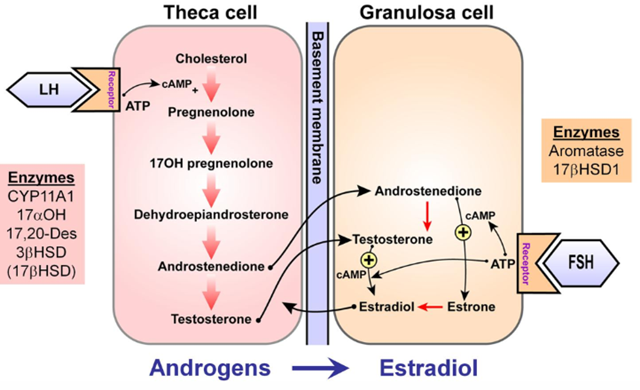 Theca cell
Granulosa cell
LH
Receptor
ATP
cAMP
+
Cholesterol
Pregnenolone
17OH pregnenolone
Dehydroepiandrosterone
Androstenedione
Testosterone
Enzymes
CYP11A1
17αOH
17,20-Des
3βHSD
(17βHSD)
Basement membrane
Androstenedione
cAMP
+
Testosterone
+
cAMP
ATP
Estradiol
Estrone
Receptor
FSH
Enzymes
Aromatase
17βHSD1
Androgens
Estradiol